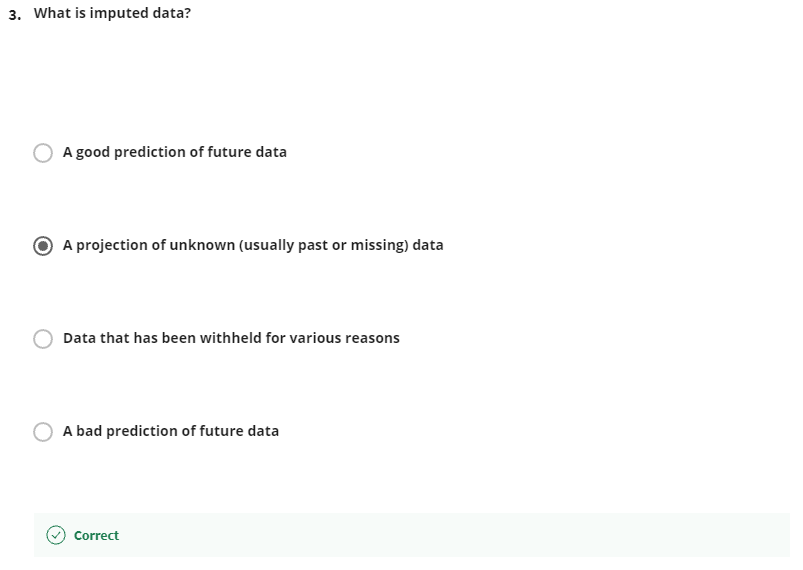 3. What is imputed data?
A good prediction of future data
A projection of unknown (usually past or missing) data
Data that has been withheld for various reasons
A bad prediction of future data
Correct